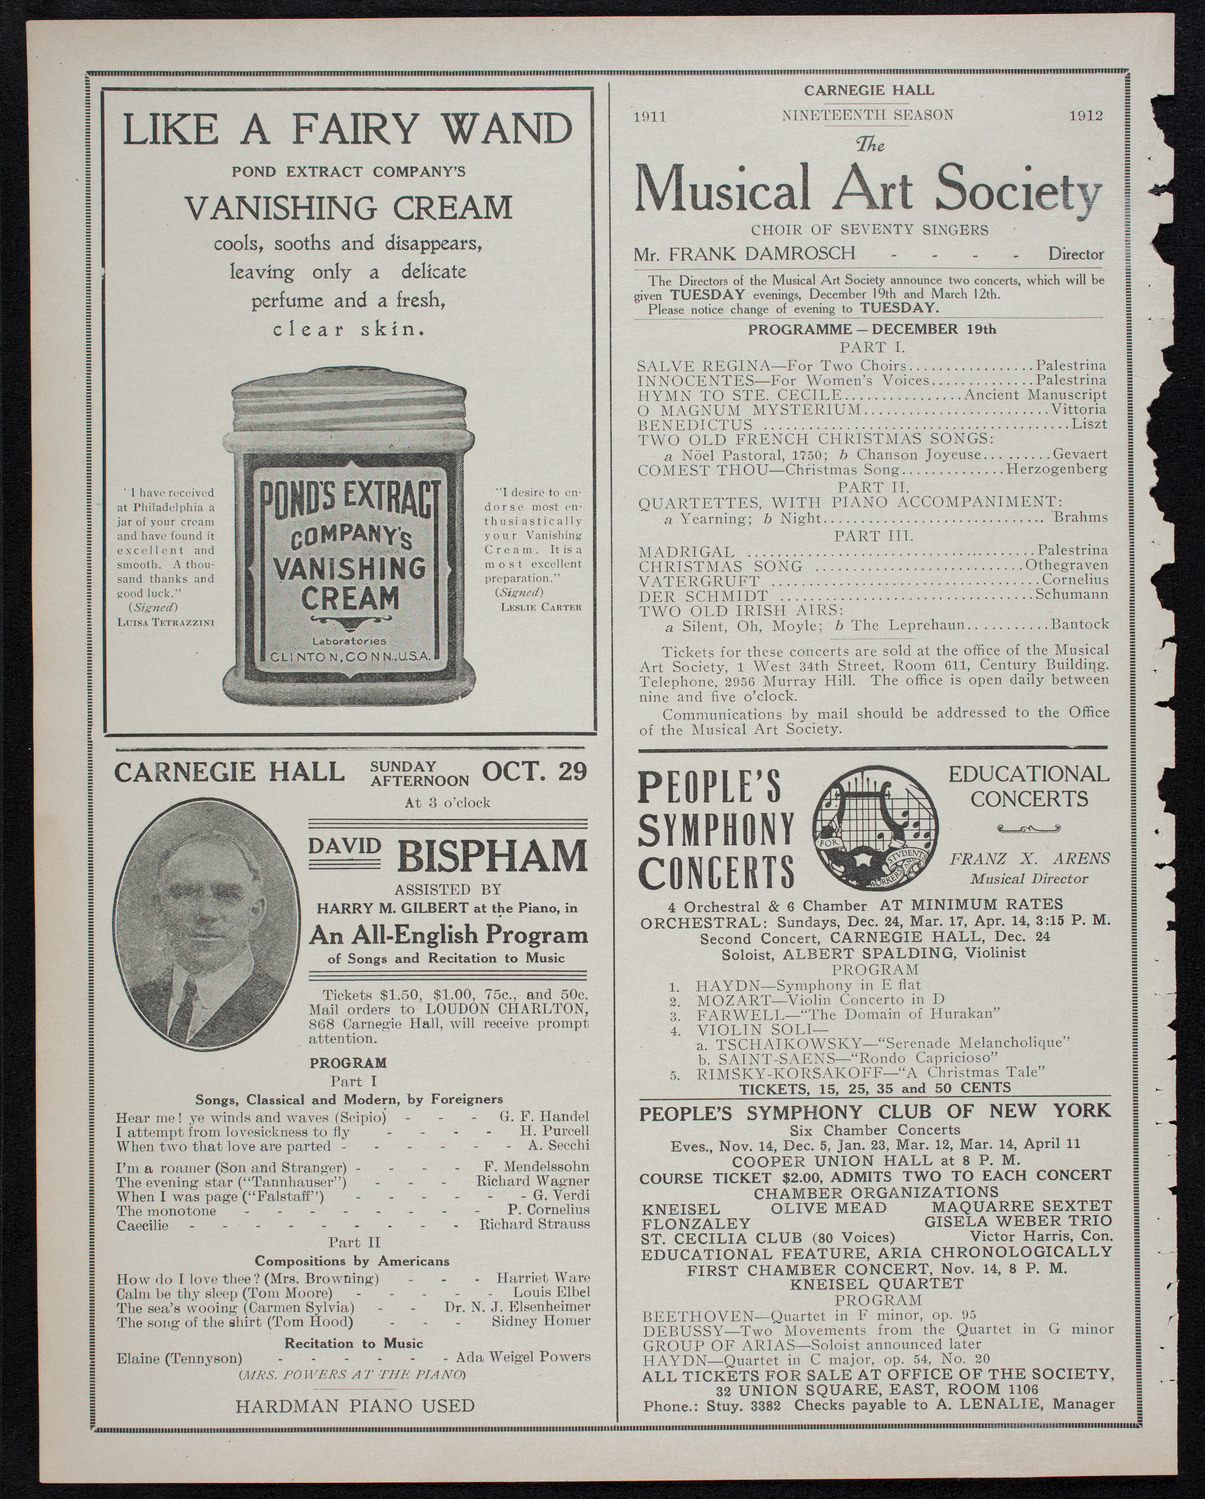 LIKE A FAIRY WAND
POND EXTRACT COMPANY'S
VANISHING CREAM
cools, sooths and disappears,
leaving only a delicate
perfume and a fresh,
clear skin.
"I have received
at Philadelphia a
jar of your cream
and have found it
excellent and
smooth. A thou-
sand thanks and
good luck."
(Signed)
LUISA TETRAZZINI
POND'S EXTRACT
COMPANY'S
VANISHING
CREAM
Laboratories
CLINTON, CONN., U.S.A.
"I desire to en-
dorse most en-
thusiastically
your Vanishing
Cream. It is a
most excellent
preparation."
(Signed)
LESLIE CARTER
CARNEGIE HALL SUNDAY AFTERNOON OCT. 29
At 3 o'clock
DAVID BISPHAM
ASSISTED BY
HARRY M. GILBERT at the Piano, in
An All-English Program
of Songs and Recitation to Music
Tickets $1.50, $1.00, 75c., and 50c.
Mail orders to LOUDON CHARLTON,
868 Carnegie Hall, will receive prompt
attention.
PROGRAM
Part I
Songs, Classical and Modern, by Foreigners
Hear me! ye winds and waves (Scipio) - - - G. F. Handel
I attempt from lovesickness to fly - - - - H. Purcell
When two that love are parted - - - - - A. Secchi
I'm a roamer (Son and Stranger) - - - - F. Mendelssohn
The evening star ("Tannhauser") - - - Richard Wagner
When I was page ("Falstaff") - - - - - G. Verdi
The monotone - - - - - - - P. Cornelius
Caecilie - - - - - - - - - Richard Strauss
Part II
Compositions by Americans
How do I love thee? (Mrs. Browning) - - - Harriet Ware
Calm be thy sleep (Tom Moore) - - - - - Louis Elbel
The sea's wooing (Carmen Sylvia) - - Dr. N. J. Elsenheimer
The song of the shirt (Tom Hood) - - - Sidney Homer
Recitation to Music
Elaine (Tennyson) - - - - - - Ada Weigel Powers
(MRS. POWERS AT THE PIANO)
HARDMAN PIANO USED
CARNEGIE HALL
1911 NINETEENTH SEASON 1912
The
Musical Art Society
CHOIR OF SEVENTY SINGERS
Mr. FRANK DAMROSCH - - - - Director
The Directors of the Musical Art Society announce two concerts, which will be
given TUESDAY evenings, December 19th and March 12th.
Please notice change of evening to TUESDAY.
PROGRAMME — DECEMBER 19th
PART I.
SALVE REGINA—For Two Choirs................Palestrina
INNOCENTES—For Women's Voices.............Palestrina
HYMN TO STE. CECILE...............Ancient Manuscript
O MAGNUM MYSTERIUM........................Vittoria
BENEDICTUS .......................................Liszt
TWO OLD FRENCH CHRISTMAS SONGS:
a Nöel Pastoral, 1750; b Chanson Joyeuse.........Gevaert
COMEST THOU—Christmas Song.............Herzogenberg
PART II.
QUARTETTES, WITH PIANO ACCOMPANIMENT:
a Yearning; b Night............................ Brahms
PART III.
MADRIGAL ....................................Palestrina
CHRISTMAS SONG ..........................Othegraven
VATERGRUFT ..................................Cornelius
DER SCHMIDT ................................Schumann
TWO OLD IRISH AIRS:
a Silent, Oh, Moyle; b The Leprehaun..........Bantock
Tickets for these concerts are sold at the office of the Musical
Art Society, 1 West 34th Street, Room 611, Century Building.
Telephone, 2956 Murray Hill. The office is open daily between
nine and five o'clock.
Communications by mail should be addressed to the Office
of the Musical Art Society.
PEOPLE'S
SYMPHONY
CONCERTS
FOR
STUDENTS
AND
WORKERS
EDUCATIONAL
CONCERTS
FRANZ X. ARENS
Musical Director
4 Orchestral & 6 Chamber AT MINIMUM RATES
ORCHESTRAL: Sundays, Dec. 24, Mar. 17, Apr. 14, 3:15 P. M.
Second Concert, CARNEGIE HALL, Dec. 24
Soloist, ALBERT SPALDING, Violinist
PROGRAM
1. HAYDN—Symphony in E flat
2. MOZART—Violin Concerto in D
3. FARWELL—"The Domain of Hurakan"
4. VIOLIN SOLI—
a. TSCHAIKOWSKY—"Serenade Melancholique"
b. SAINT-SAENS—"Rondo Capricioso"
5. RIMSKY-KORSAKOFF—"A Christmas Tale"
TICKETS, 15, 25, 35 and 50 CENTS
PEOPLE'S SYMPHONY CLUB OF NEW YORK
Six Chamber Concerts
Eves., Nov. 14, Dec. 5, Jan. 23, Mar. 12, Mar. 14, April 11
COOPER UNION HALL at 8 P. M.
COURSE TICKET $2.00, ADMITS TWO TO EACH CONCERT
CHAMBER ORGANIZATIONS
KNEISEL OLIVE MEAD MAQUARRE SEXTET
FLONZALEY GISELA WEBER TRIO
ST. CECILIA CLUB (80 Voices) Victor Harris, Con.
EDUCATIONAL FEATURE, ARIA CHRONOLOGICALLY
FIRST CHAMBER CONCERT, Nov. 14, 8 P. M.
KNEISEL QUARTET
PROGRAM
BEETHOVEN—Quartet in F minor, op. 95
DEBUSSY—Two Movements from the Quartet in G minor
GROUP OF ARIAS—Soloist announced later
HAYDN—Quartet in C major, op. 54, No. 20
ALL TICKETS FOR SALE AT OFFICE OF THE SOCIETY,
32 UNION SQUARE, EAST, ROOM 1106
Phone.: Stuy. 3382 Checks payable to A. LENALIE, Manager